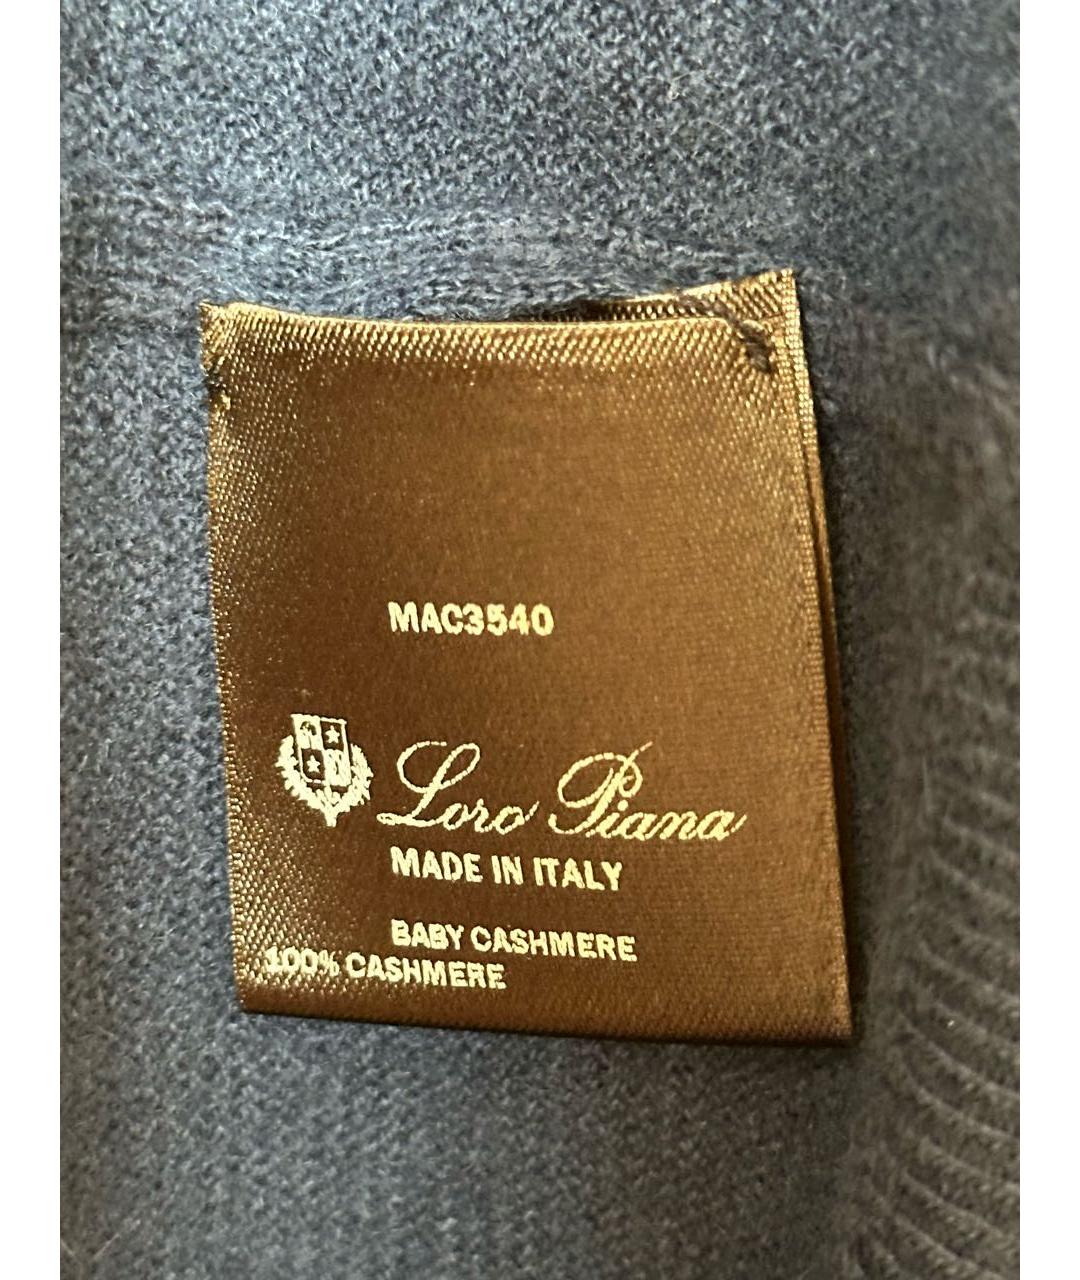 MAC3540
Loro Piana
MADE IN ITALY
BABY CASHMERE
100% CASHMERE